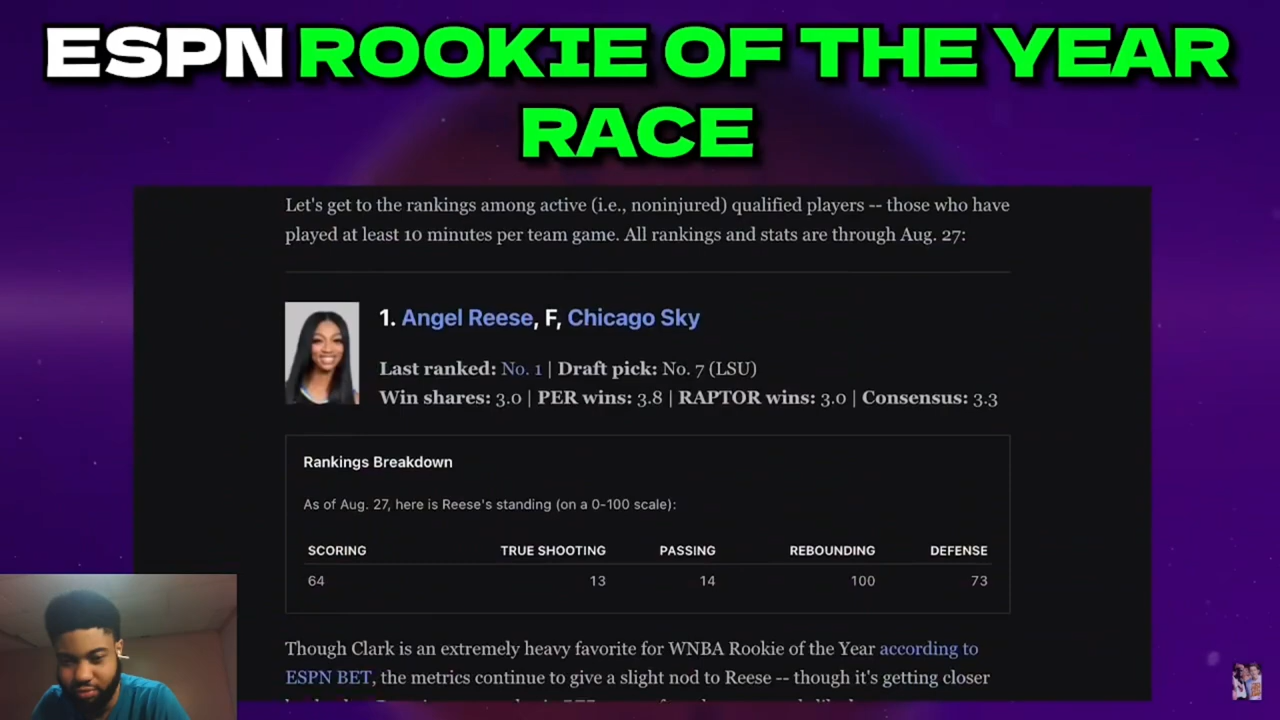 ESPN ROOKIE OF THE YEAR
RACE
Let's get to the rankings among active (i.e., noninjured) qualified players -- those who have
played at least 10 minutes per team game. All rankings and stats are through Aug. 27:
1. Angel Reese, F, Chicago Sky
Last ranked: No. 1 | Draft pick: No. 7 (LSU)
Win shares: 3.0 | PER wins: 3.8 | RAPTOR wins: 3.0 | Consensus: 3.3
Rankings Breakdown
As of Aug. 27, here is Reese's standing (on a 0-100 scale):
SCORING TRUE SHOOTING PASSING REBOUNDING DEFENSE
64 13 14 100 73
Though Clark is an extremely heavy favorite for WNBA Rookie of the Year according to
ESPN BET, the metrics continue to give a slight nod to Reese -- though it's getting closer